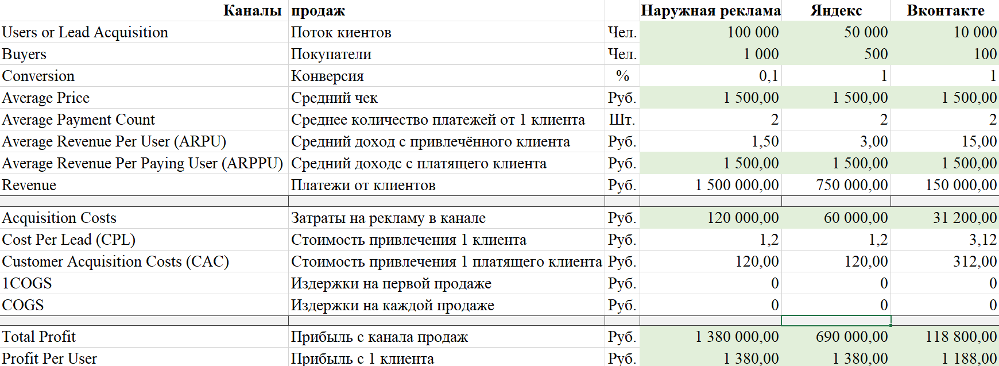 Каналы продаж Наружная реклама Яндекс Вконтакте
Users or Lead Acquisition Поток киентов Чел. 100 000 50 000 10 000
Buyers Покупатели Чел. 1 000 500 100
Conversion Конверсия % 0,1 1 1
Average Price Средний чек Руб. 1 500,00 1 500,00 1 500,00
Average Payment Count Среднее количество платежей от 1 клиента Шт. 2 2 2
Average Revenue Per User (ARPU) Средний доход с привлечённого клиента Руб. 1,50 3,00 15,00
Average Revenue Per Paying User (ARPPU) Средний доходс с платящего клиента Руб. 1 500,00 1 500,00 1 500,00
Revenue Платежи от клиентов Руб. 1 500 000,00 750 000,00 150 000,00
Acquisition Costs Затраты на рекламу в канале Руб. 120 000,00 60 000,00 31 200,00
Cost Per Lead (CPL) Стоимость привлечения 1 клиента Руб. 1,2 1,2 3,12
Customer Acquisition Costs (CAC) Стоимость привлечения 1 платящего клиента Руб. 120,00 120,00 312,00
1COGS Издержки на первой продаже Руб. 0 0 0
COGS Издержки на каждой продаже Руб. 0 0 0
Total Profit Прибыль с канала продаж Руб. 1 380 000,00 690 000,00 118 800,00
Profit Per User Прибыль с 1 клиента Руб. 1 380,00 1 380,00 1 188,00